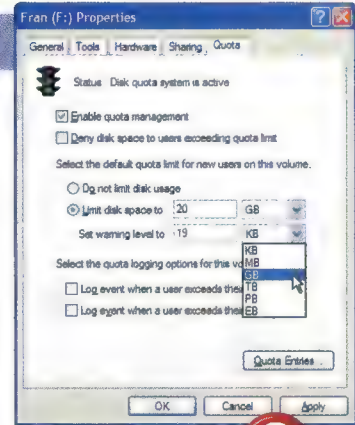 Fran (F:) Properties
General Tools Hardware Sharing Quota
Status: Disk quota system is active
Enable quota management
Deny disk space to users exceeding quota limit
Select the default quota limit for new users on this volume.
Do not limit disk usage
Limit disk space to 20 GB
Set warning level to 19 KB
KB
MB
GB
TB
PB
EB
Select the quota logging options for this vo
Log event when a user exceeds their
Log event when a user exceeds their
Quota Entries...
OK Cancel Apply